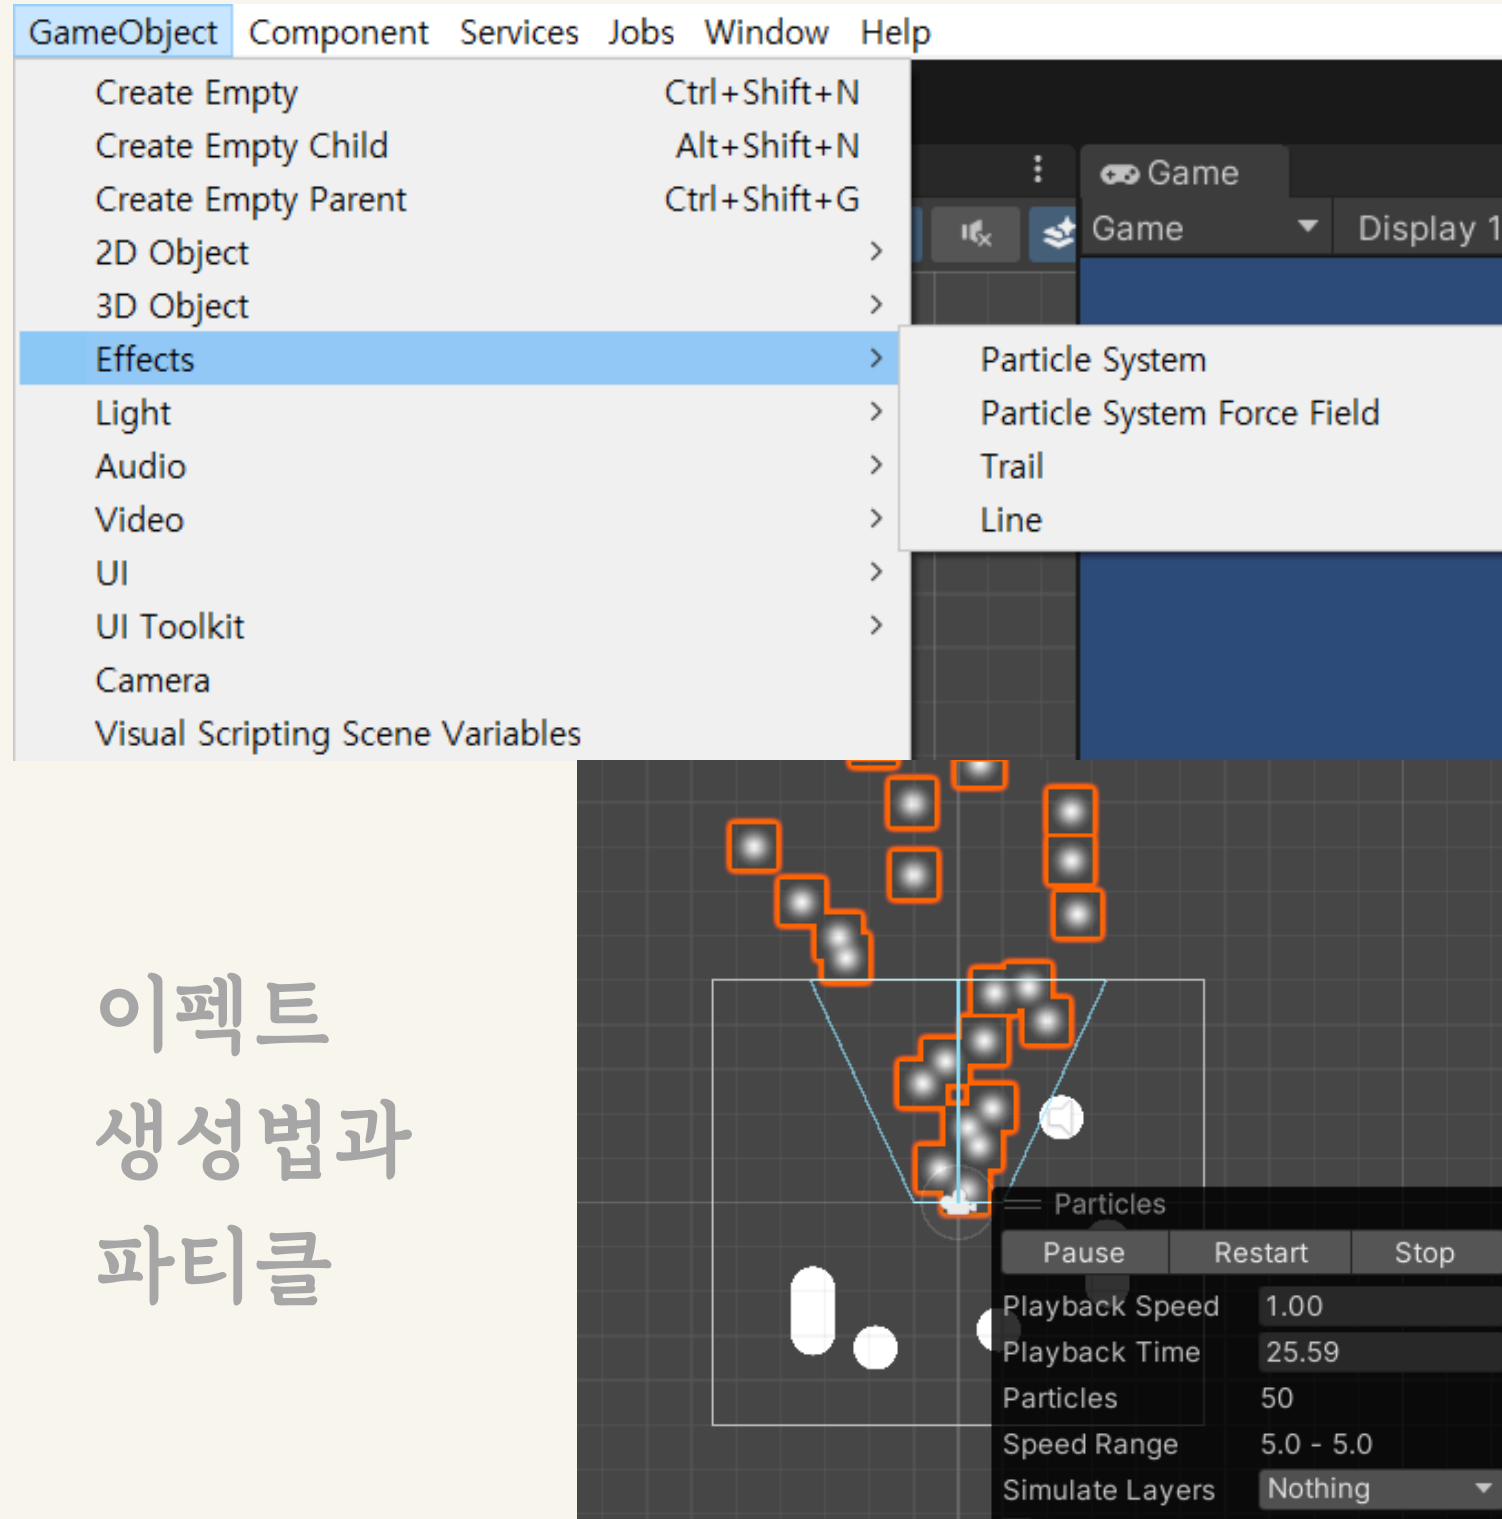 GameObject Component Services Jobs Window Help
Create Empty Ctrl+Shift+N
Create Empty Child Alt+Shift+N
Create Empty Parent Ctrl+Shift+G
2D Object
3D Object
Effects
Light
Audio
Video
UI
UI Toolkit
Camera
Visual Scripting Scene Variables
Game
Game Display 1
Particle System
Particle System Force Field
Trail
Line
이펙트
생성법과
파티클
Particles
Pause Restart Stop
Playback Speed 1.00
Playback Time 25.59
Particles 50
Speed Range 5.0 - 5.0
Simulate Layers Nothing